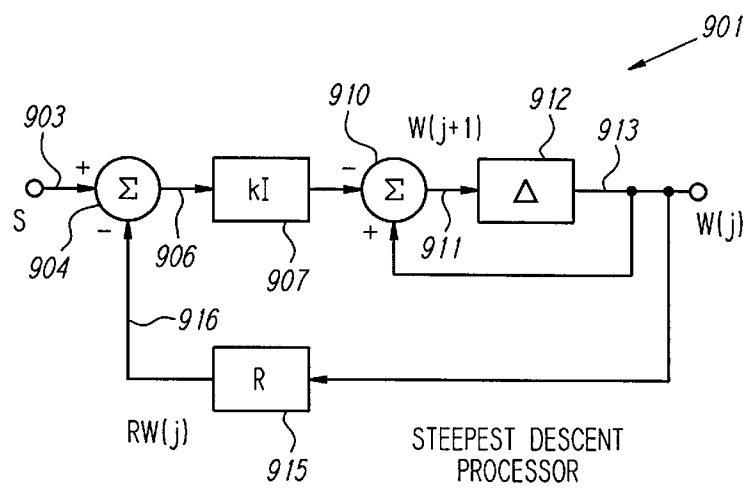 901
910
912
903
W(j+1)
913
+
Σ
kI
−
Σ
Δ
S
−
+
W(j)
904
906
907
911
916
R
RW(j)
915
STEEPEST DESCENT
PROCESSOR